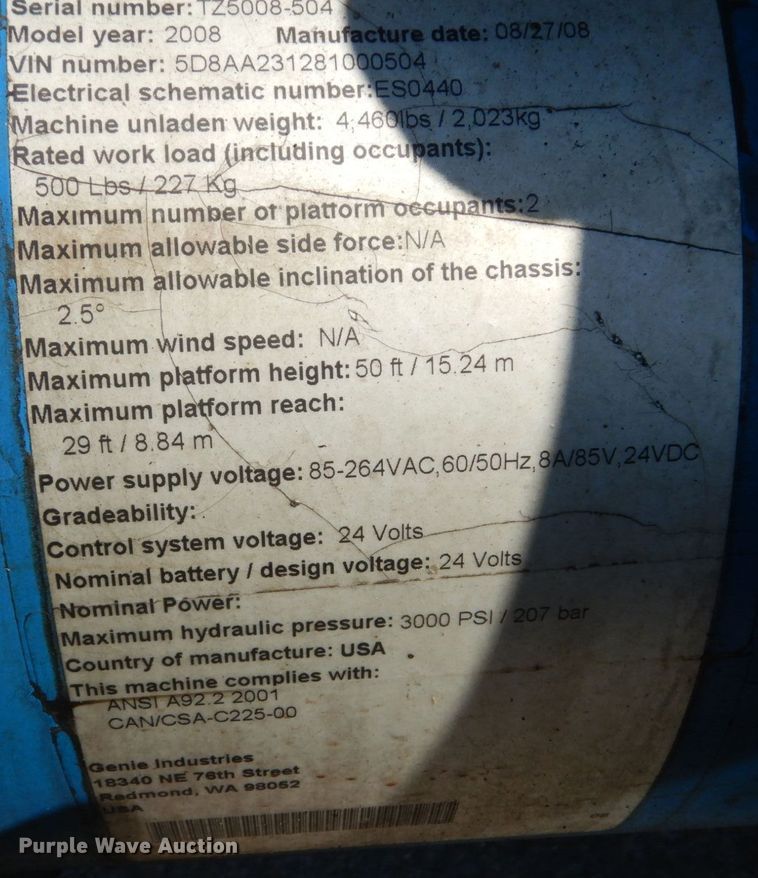 Serial number: TZ5008-504
Model year: 2008 Manufacture date: 08/27/08
VIN number: 5D8AA231281000504
Electrical schematic number:ES0440
Machine unladen weight: 4,460lbs / 2,023kg
Rated work load (including occupants):
500 Lbs / 227 Kg
Maximum number of platform occupants:2
Maximum allowable side force:N/A
Maximum allowable inclination of the chassis:
2.5°
Maximum wind speed: N/A
Maximum platform height: 50 ft / 15.24 m
Maximum platform reach:
29 ft / 8.84 m
Power supply voltage: 85-264VAC,60/50Hz,8A/85V,24VDC
Gradeability:
Control system voltage: 24 Volts
Nominal battery / design voltage: 24 Volts
Nominal Power:
Maximum hydraulic pressure: 3000 PSI / 207 bar
Country of manufacture: USA
This machine complies with:
ANSI A92.2 2001
CAN/CSA-C225-00
Genie Industries
18340 NE 76th Street
Redmond, WA 98052
USA
Purple Wave Auction